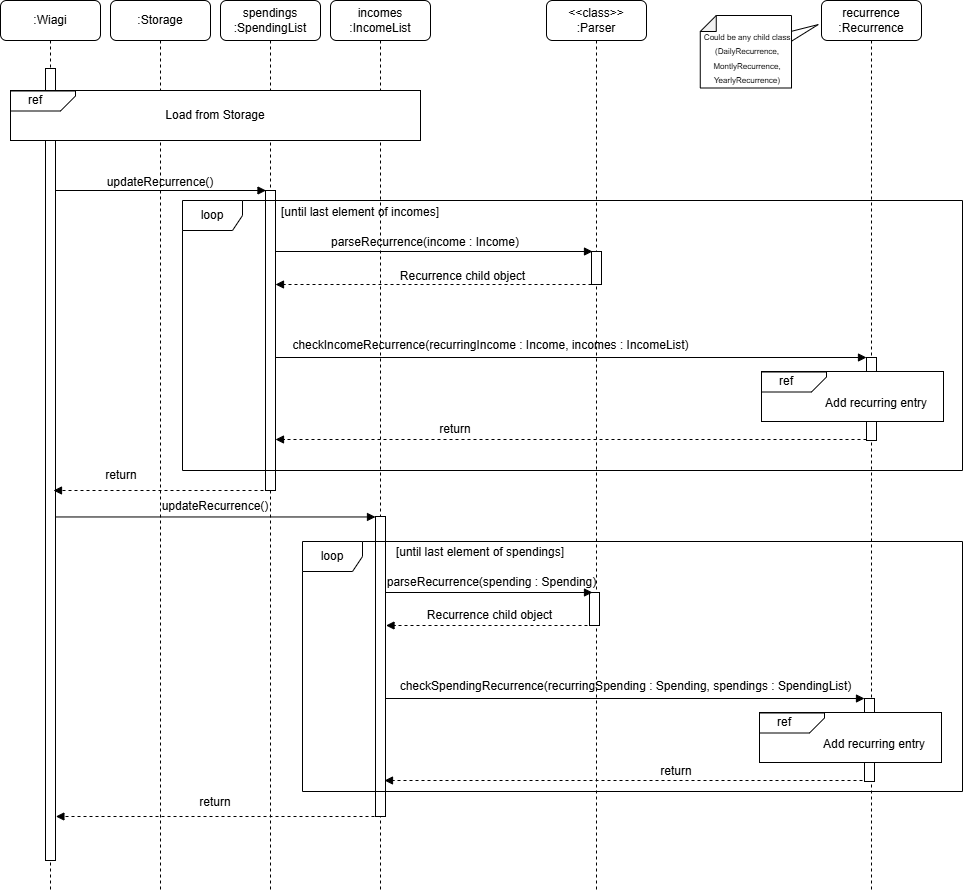 :Wiagi
:Storage
spendings
:SpendingList
incomes
:IncomeList
<<class>>
:Parser
recurrence
:Recurrence
Could be any child class
(DailyRecurrence,
MontlyRecurrence,
YearlyRecurrence)
ref
Load from Storage
updateRecurrence()
loop
[until last element of incomes]
parseRecurrence(income : Income)
Recurrence child object
checkIncomeRecurrence(recurringIncome : Income, incomes : IncomeList)
ref
Add recurring entry
return
return
updateRecurrence()
loop
[until last element of spendings]
parseRecurrence(spending : Spending)
Recurrence child object
checkSpendingRecurrence(recurringSpending : Spending, spendings : SpendingList)
ref
Add recurring entry
return
return